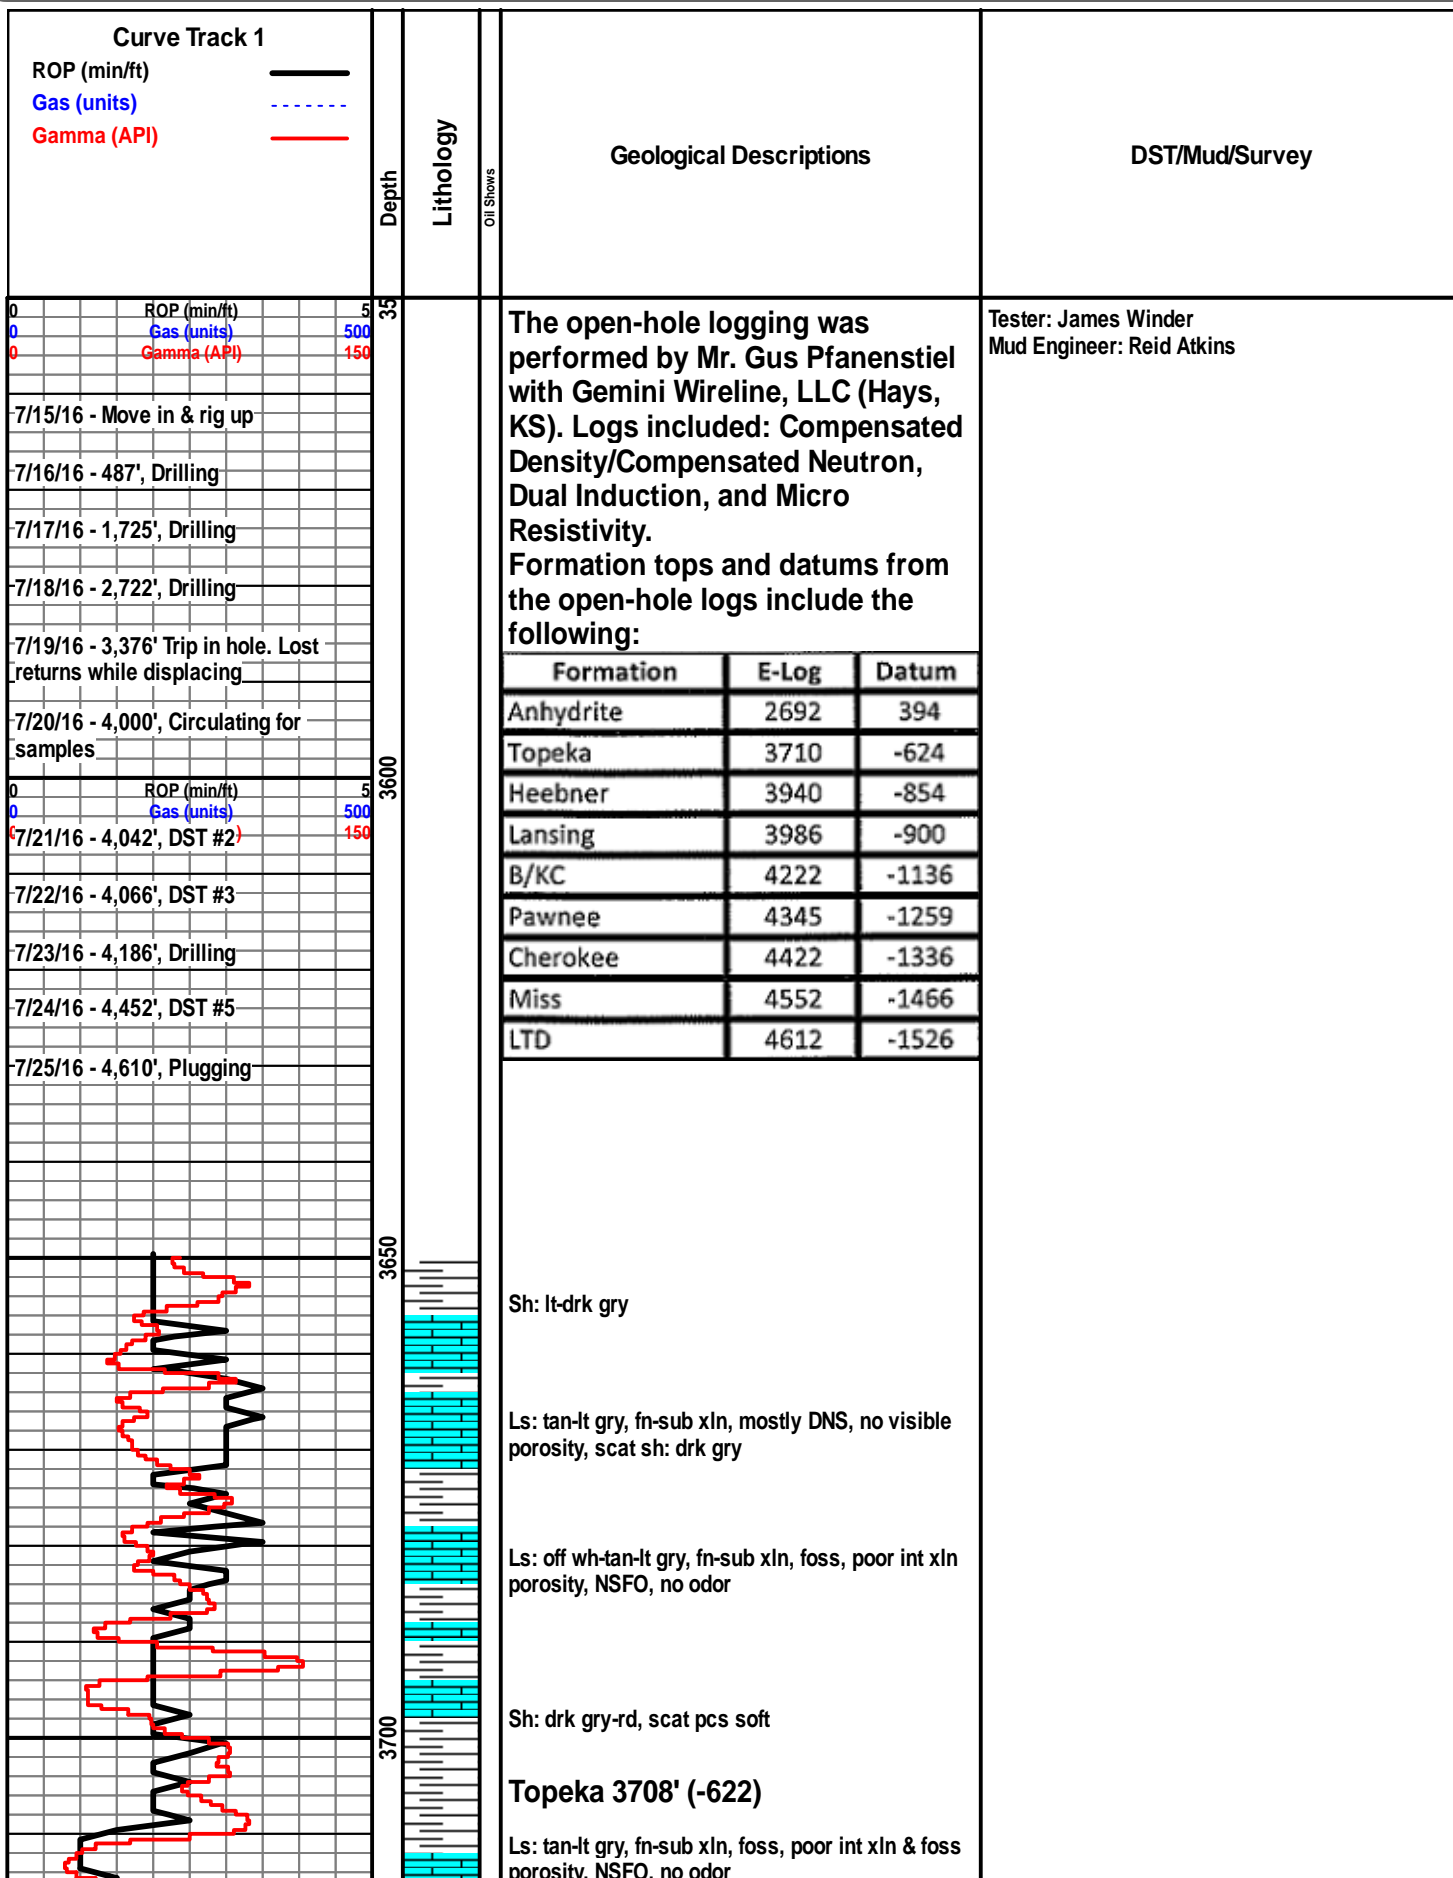 Curve Track 1
ROP (min/ft)
Gas (units)
Gamma (API)
Depth
Lithology
Oil Shows
Geological Descriptions
DST/Mud/Survey
0 ROP (min/ft) 5
0 Gas (units) 500
0 Gamma (API) 150
35
7/15/16 - Move in & rig up
7/16/16 - 487', Drilling
7/17/16 - 1,725', Drilling
7/18/16 - 2,722', Drilling
7/19/16 - 3,376' Trip in hole. Lost
returns while displacing
7/20/16 - 4,000', Circulating for
samples
3600
0 ROP (min/ft) 5
0 Gas (units) 500
150
7/21/16 - 4,042', DST #2
7/22/16 - 4,066', DST #3
7/23/16 - 4,186', Drilling
7/24/16 - 4,452', DST #5
7/25/16 - 4,610', Plugging
3650
3700
The open-hole logging was
performed by Mr. Gus Pfanenstiel
with Gemini Wireline, LLC (Hays,
KS). Logs included: Compensated
Density/Compensated Neutron,
Dual Induction, and Micro
Resistivity.
Formation tops and datums from
the open-hole logs include the
following:
Formation E-Log Datum
Anhydrite 2692 394
Topeka 3710 -624
Heebner 3940 -854
Lansing 3986 -900
B/KC 4222 -1136
Pawnee 4345 -1259
Cherokee 4422 -1336
Miss 4552 -1466
LTD 4612 -1526
Sh: lt-drk gry
Ls: tan-lt gry, fn-sub xln, mostly DNS, no visible
porosity, scat sh: drk gry
Ls: off wh-tan-lt gry, fn-sub xln, foss, poor int xln
porosity, NSFO, no odor
Sh: drk gry-rd, scat pcs soft
Topeka 3708' (-622)
Ls: tan-lt gry, fn-sub xln, foss, poor int xln & foss
porosity, NSFO, no odor
Tester: James Winder
Mud Engineer: Reid Atkins